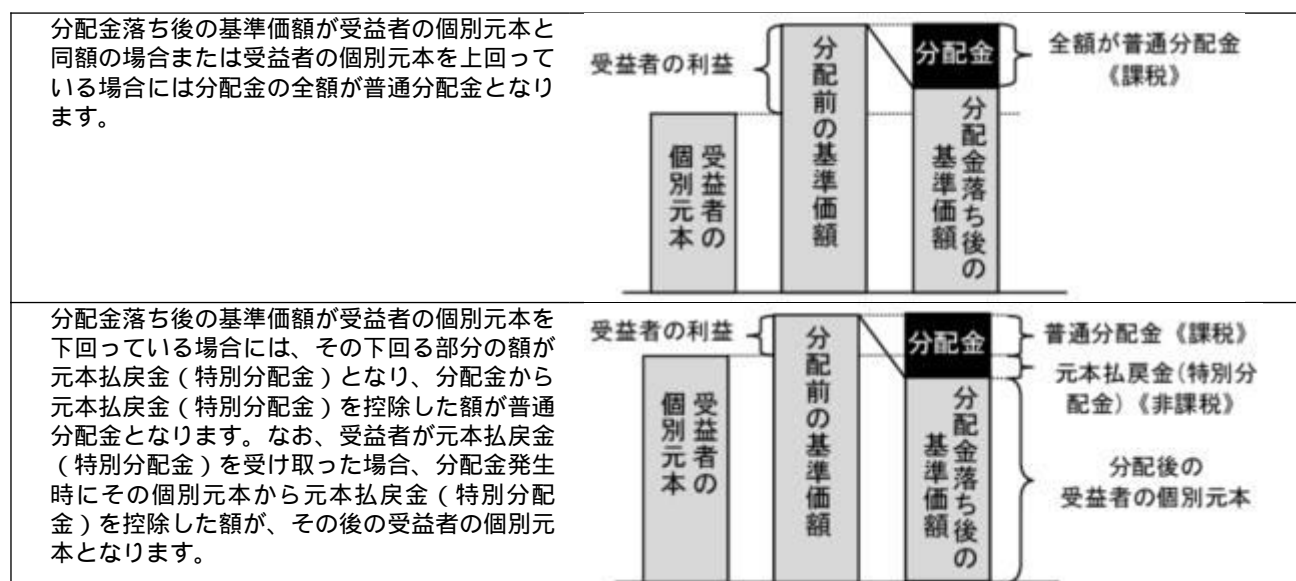 分配金落ち後の基準価額が受益者の個別元本と
同額の場合または受益者の個別元本を上回って
いる場合には分配金の全額が普通分配金となり
ます。
受益者の利益
受益者の
個別元本
分配前の基準価額
分配金
分配金落ち後の
基準価額
全額が普通分配金
《課税》
分配金落ち後の基準価額が受益者の個別元本を
下回っている場合には、その下回る部分の額が
元本払戻金（特別分配金）となり、分配金から
元本払戻金（特別分配金）を控除した額が普通
分配金となります。なお、受益者が元本払戻金
（特別分配金）を受け取った場合、分配金発生
時にその個別元本から元本払戻金（特別分配
金）を控除した額が、その後の受益者の個別元
本となります。
受益者の利益
受益者の
個別元本
分配前の基準価額
分配金
分配金落ち後の
基準価額
普通分配金《課税》
元本払戻金(特別分
配金)《非課税》
分配後の
受益者の個別元本